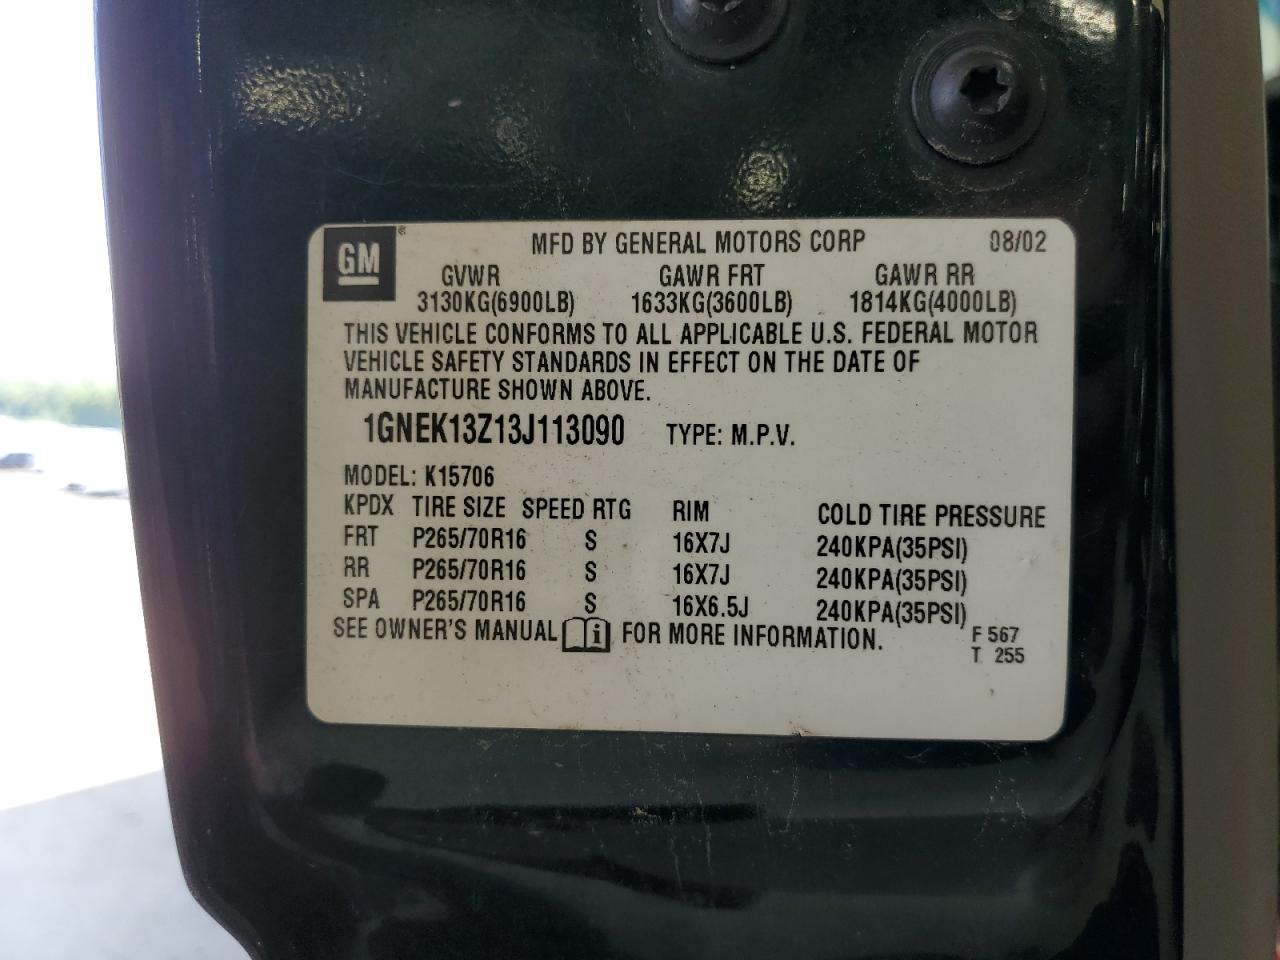 GM®
MFD BY GENERAL MOTORS CORP 08/02
GVWR GAWR FRT GAWR RR
3130KG(6900LB) 1633KG(3600LB) 1814KG(4000LB)
THIS VEHICLE CONFORMS TO ALL APPLICABLE U.S. FEDERAL MOTOR
VEHICLE SAFETY STANDARDS IN EFFECT ON THE DATE OF
MANUFACTURE SHOWN ABOVE.
1GNEK13Z13J113090 TYPE: M.P.V.
MODEL: K15706
KPDX TIRE SIZE SPEED RTG RIM COLD TIRE PRESSURE
FRT P265/70R16 S 16X7J 240KPA(35PSI)
RR P265/70R16 S 16X7J 240KPA(35PSI)
SPA P265/70R16 S 16X6.5J 240KPA(35PSI)
SEE OWNER'S MANUAL i FOR MORE INFORMATION.
F 567
T 255